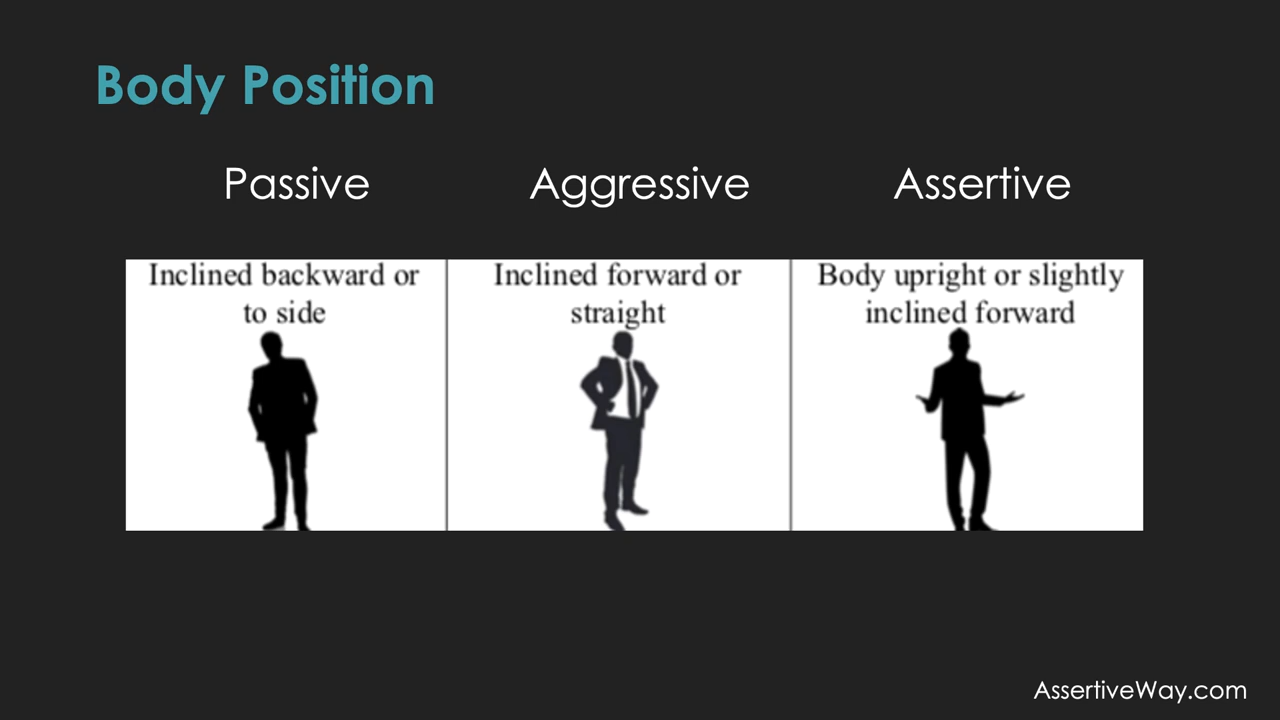 Body Position
Passive
Aggressive
Assertive
Inclined backward or
to side
Inclined forward or
straight
Body upright or slightly
inclined forward
AssertiveWay.com